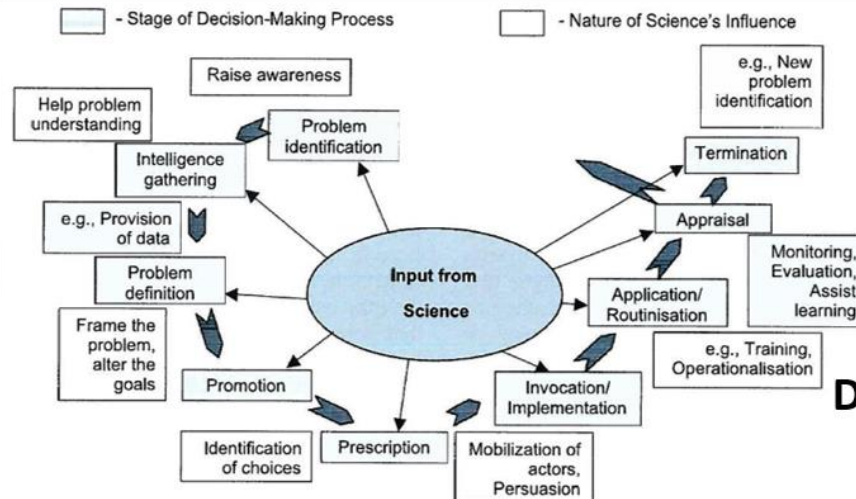 - Stage of Decision-Making Process
- Nature of Science's Influence
Raise awareness
Help problem
understanding
Problem
identification
Intelligence
gathering
e.g., Provision
of data
Problem
definition
Frame the
problem,
alter the
goals
Promotion
Identification
of choices
Prescription
Input from
Science
Mobilization of
actors,
Persuasion
Invocation/
Implementation
e.g., Training,
Operationalisation
Application/
Routinisation
Monitoring,
Evaluation,
Assist
learning
Appraisal
Termination
e.g., New
problem
identification
D